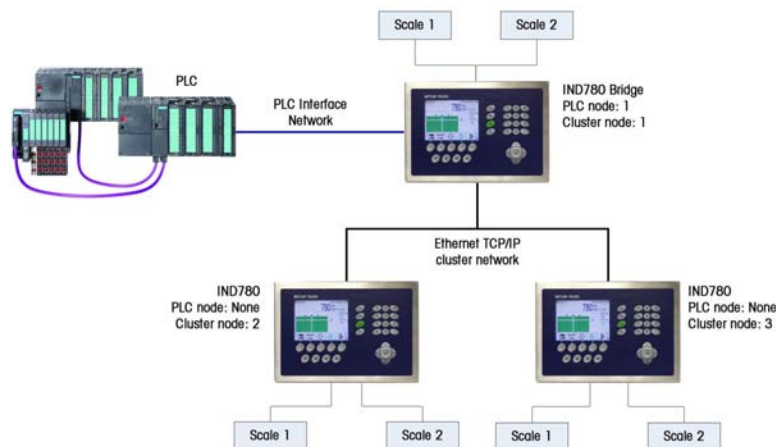 Scale 1
Scale 2
PLC
PLC Interface
Network
IND780 Bridge
PLC node: 1
Cluster node: 1
Ethernet TCP/IP
cluster network
IND780
PLC node: None
Cluster node: 2
IND780
PLC node: None
Cluster node: 3
Scale 1
Scale 2
Scale 1
Scale 2